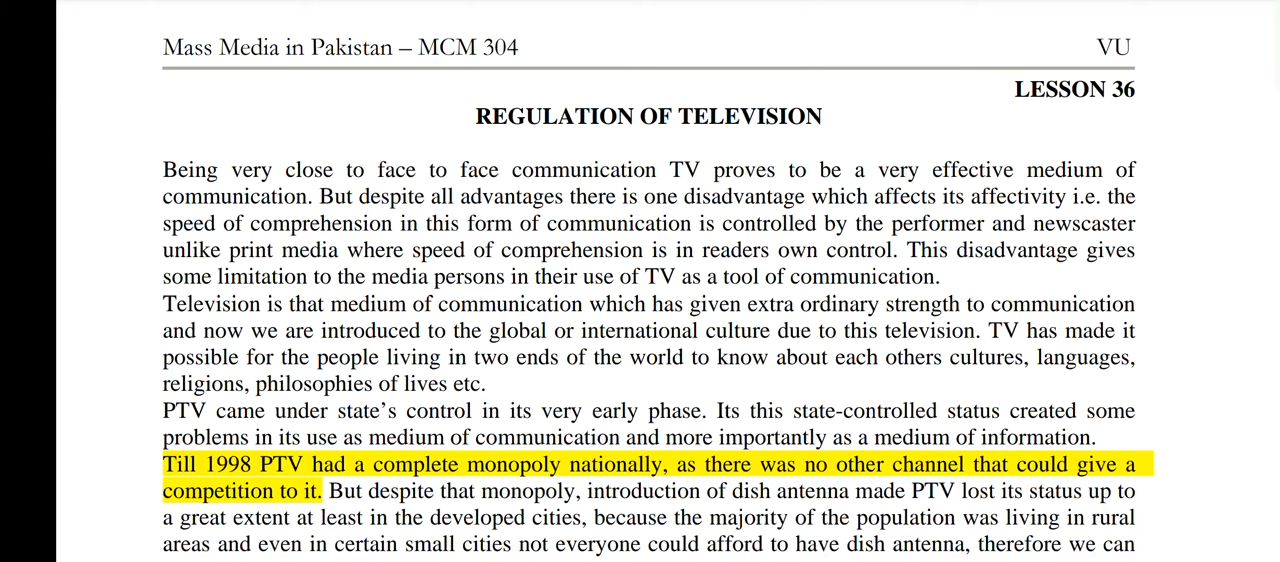 Mass Media in Pakistan – MCM 304 VU
LESSON 36
REGULATION OF TELEVISION
Being very close to face to face communication TV proves to be a very effective medium of
communication. But despite all advantages there is one disadvantage which affects its affectivity i.e. the
speed of comprehension in this form of communication is controlled by the performer and newscaster
unlike print media where speed of comprehension is in readers own control. This disadvantage gives
some limitation to the media persons in their use of TV as a tool of communication.
Television is that medium of communication which has given extra ordinary strength to communication
and now we are introduced to the global or international culture due to this television. TV has made it
possible for the people living in two ends of the world to know about each others cultures, languages,
religions, philosophies of lives etc.
PTV came under state’s control in its very early phase. Its this state-controlled status created some
problems in its use as medium of communication and more importantly as a medium of information.
Till 1998 PTV had a complete monopoly nationally, as there was no other channel that could give a
competition to it. But despite that monopoly, introduction of dish antenna made PTV lost its status up to
a great extent at least in the developed cities, because the majority of the population was living in rural
areas and even in certain small cities not everyone could afford to have dish antenna, therefore we can